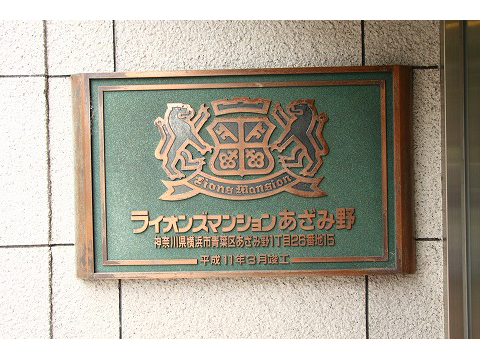 Lions Mansion
ライオンズマンションあざみ野
神奈川県横浜市青葉区あざみ野1丁目26番地15
平成11年3月竣工